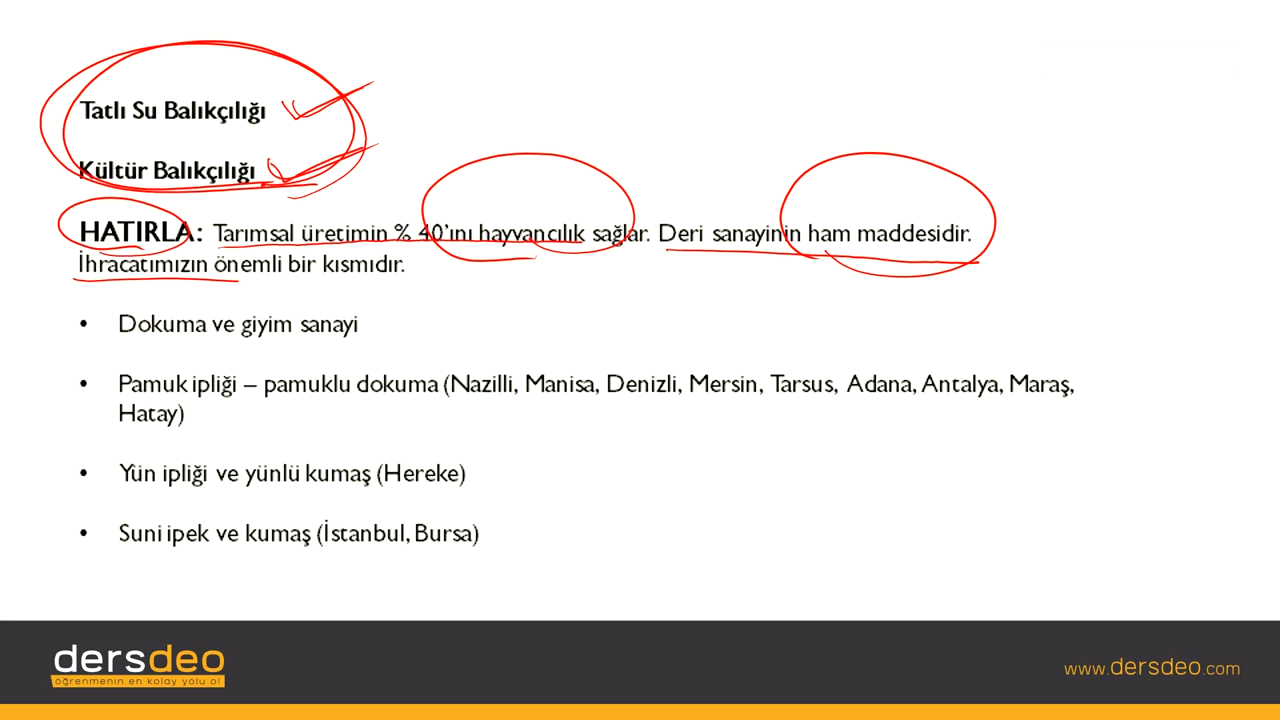 Tatlı Su Balıkçılığı
Kültür Balıkçılığı
HATIRLA: Tarımsal üretimin % 40'ını hayvancılık sağlar. Deri sanayinin ham maddesidir.
İhracatımızın önemli bir kısmıdır.
• Dokuma ve giyim sanayi
• Pamuk ipliği – pamuklu dokuma (Nazilli, Manisa, Denizli, Mersin, Tarsus, Adana, Antalya, Maraş,
Hatay)
• Yün ipliği ve yünlü kumaş (Hereke)
• Suni ipek ve kumaş (İstanbul, Bursa)
dersdeo
öğrenmenin en kolay yolu o!
www.dersdeo.com